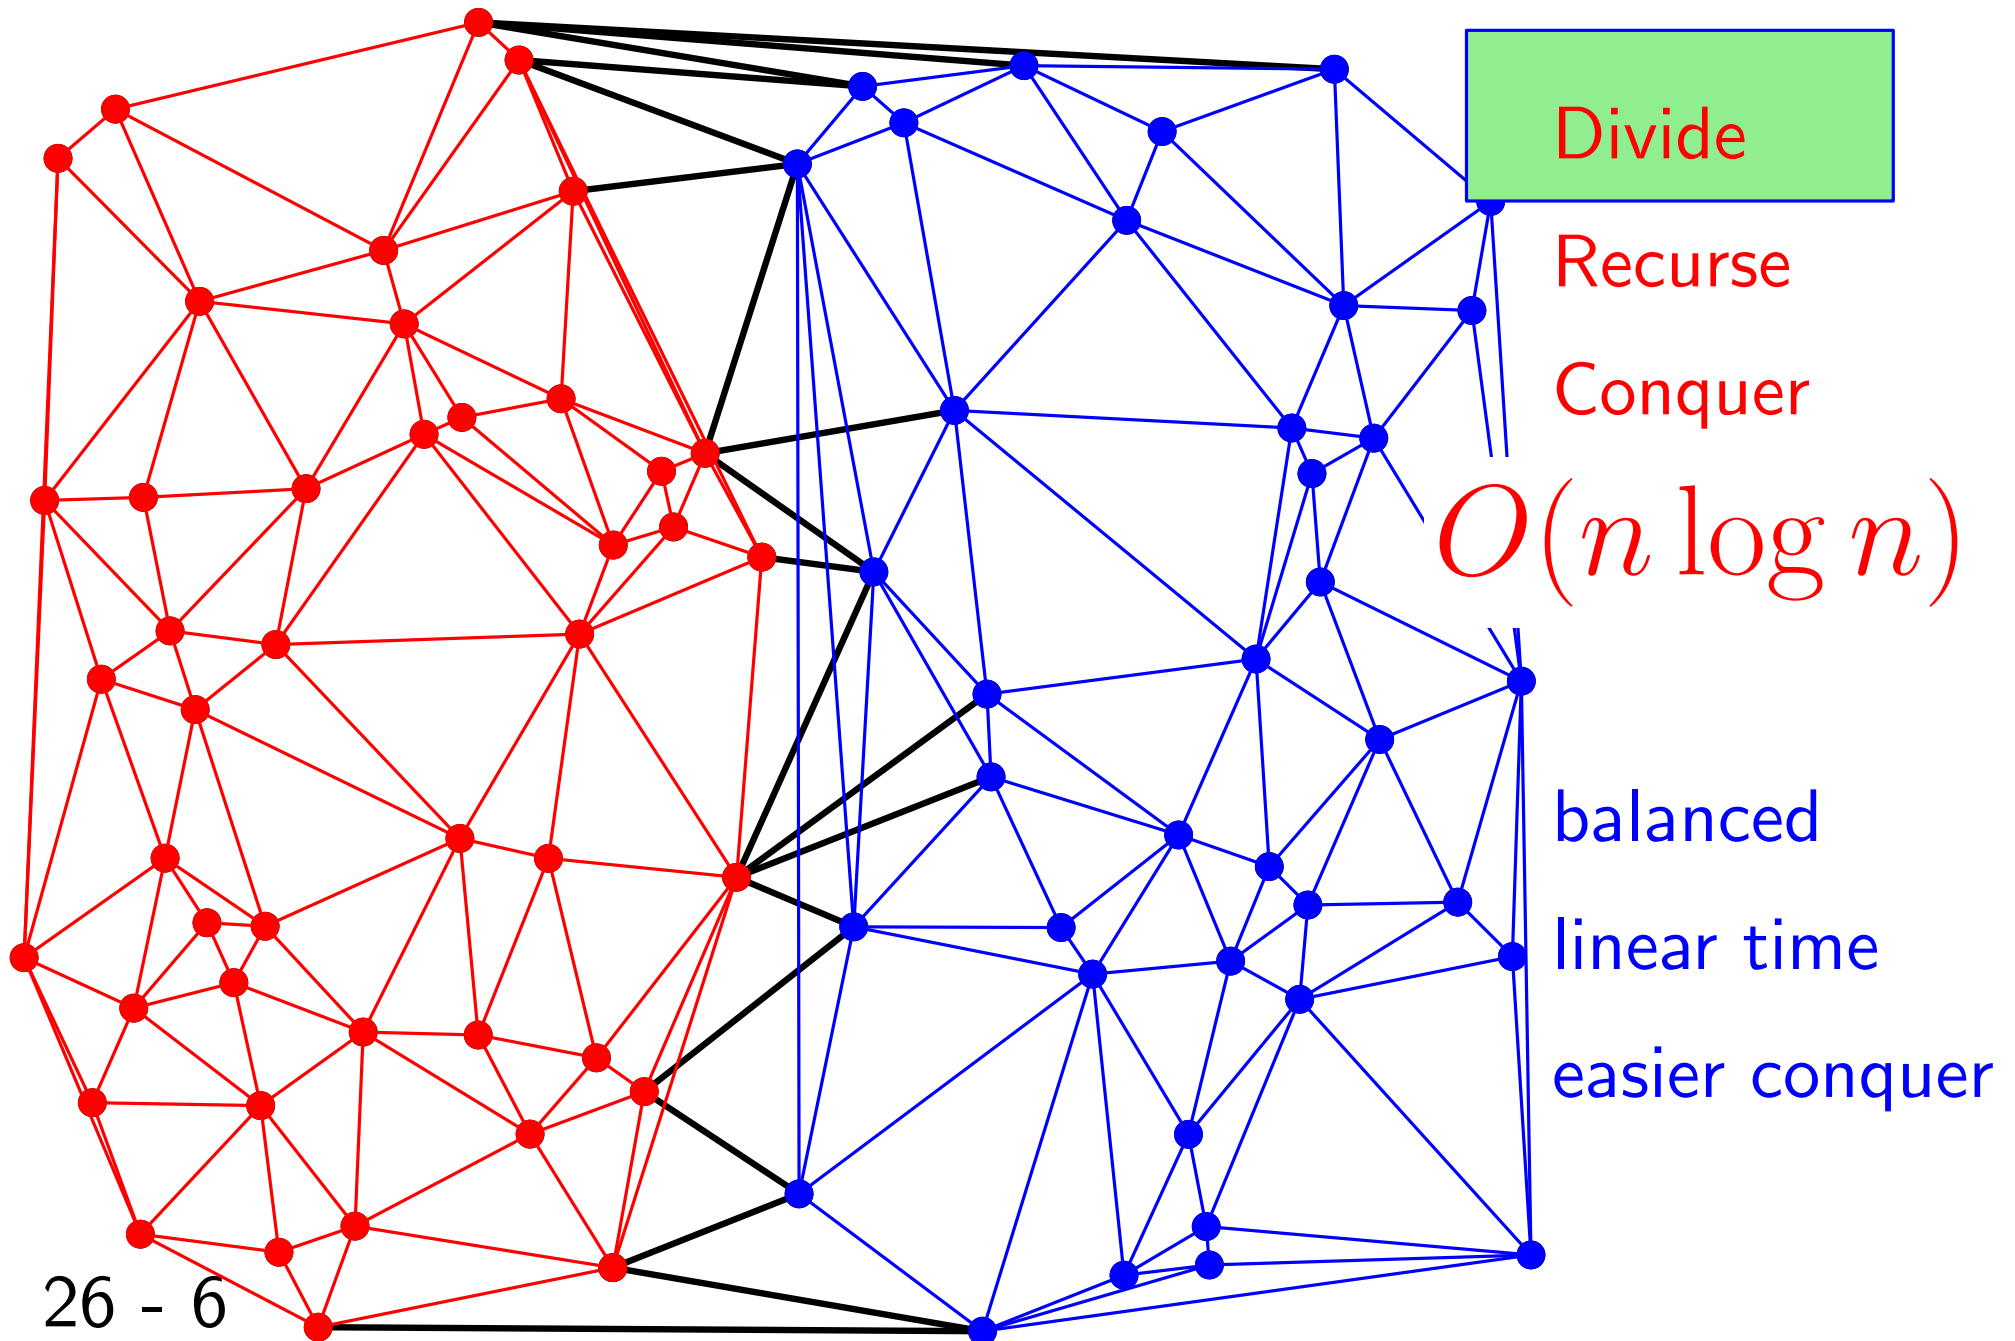 Divide
Recurse
Conquer
O(n log n)
balanced
linear time
easier conquer
26 - 6